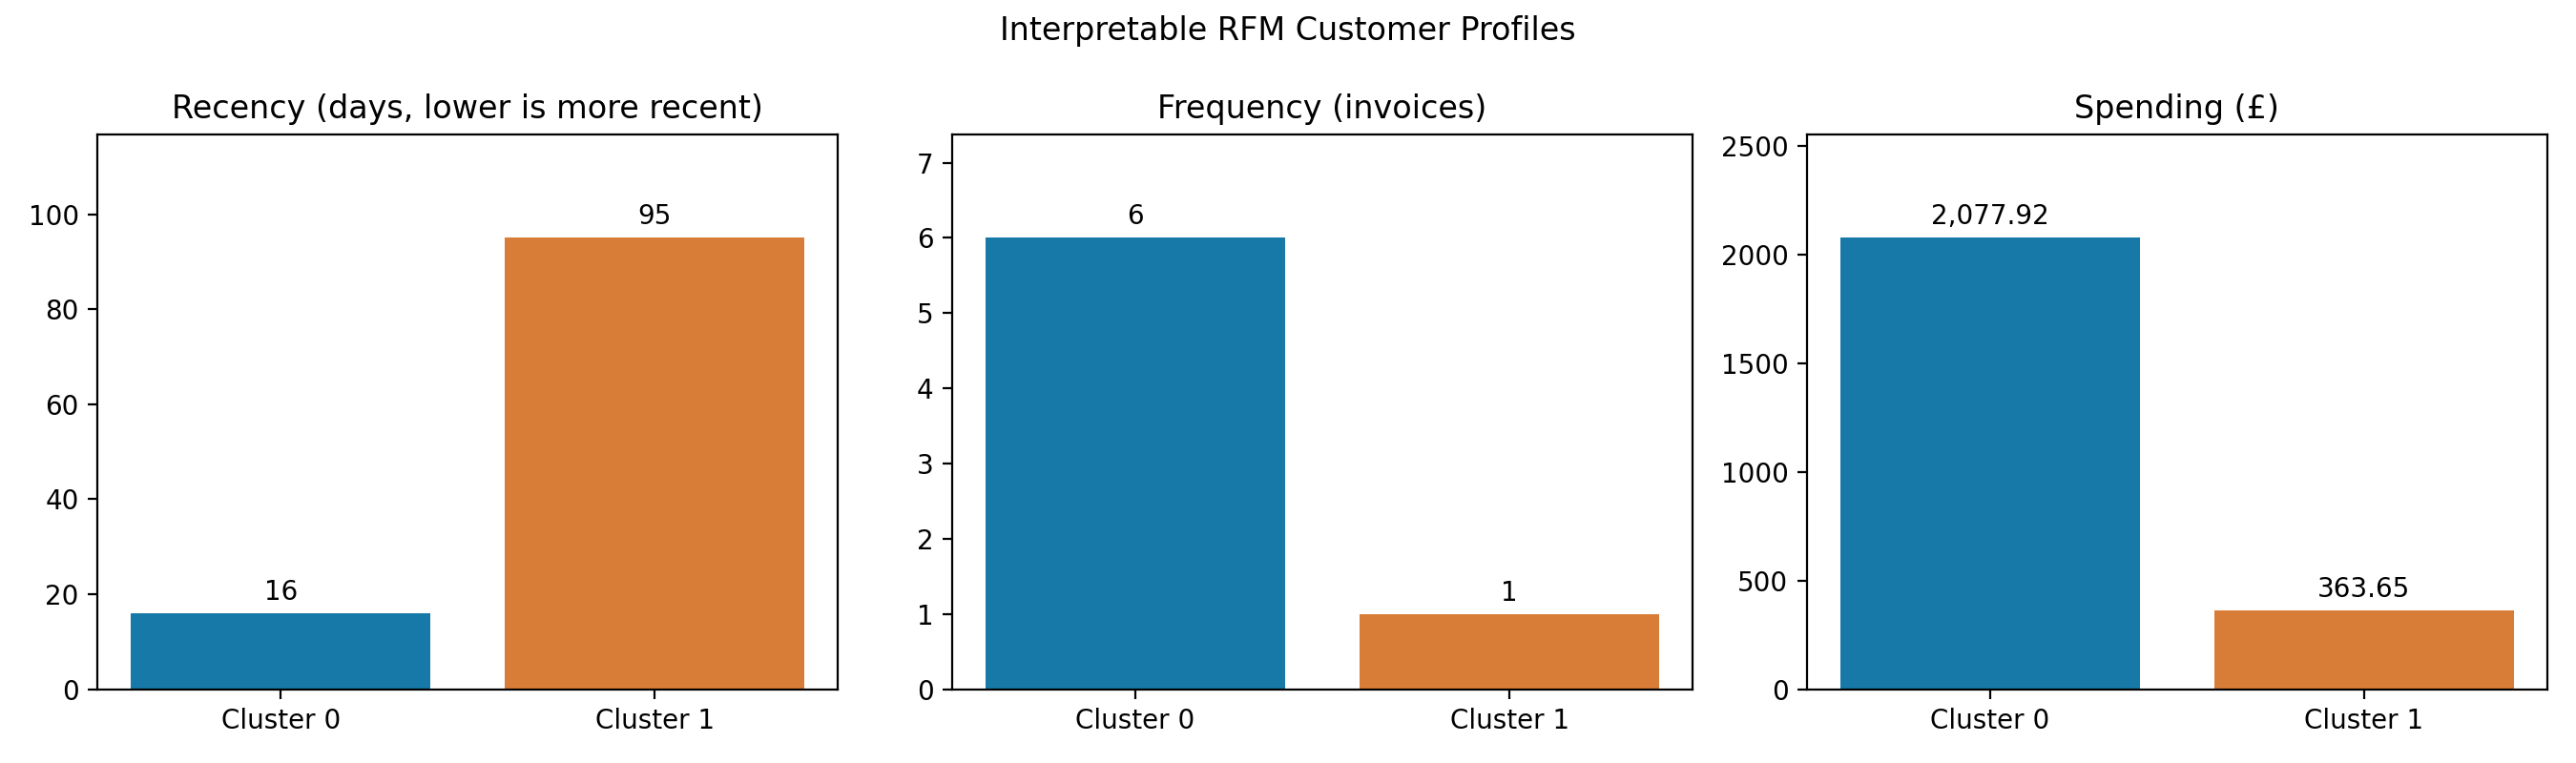 Interpretable RFM Customer Profiles
Recency (days, lower is more recent)
100
80
60
40
20
0
16
95
Cluster 0
Cluster 1
Frequency (invoices)
7
6
5
4
3
2
1
0
6
1
Cluster 0
Cluster 1
Spending (£)
2500
2000
1500
1000
500
0
2,077.92
363.65
Cluster 0
Cluster 1